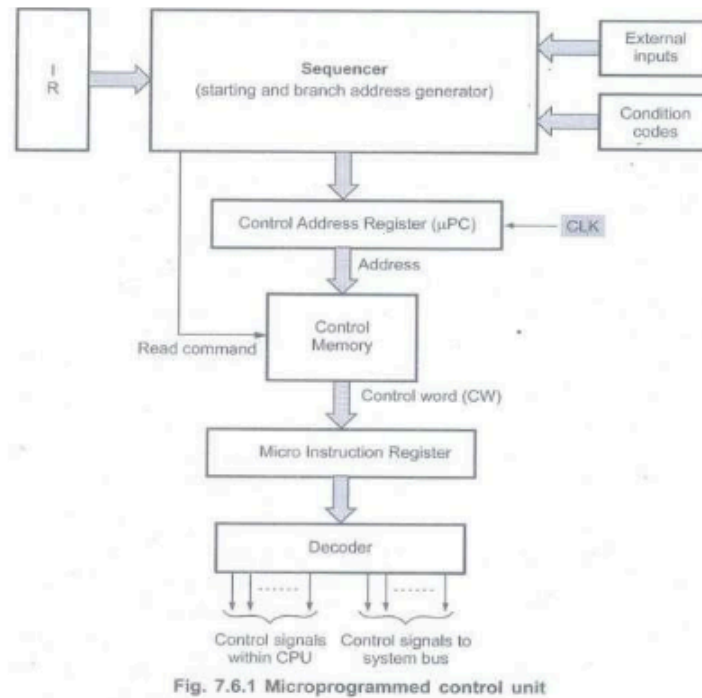 I
R
Sequencer
(starting and branch address generator)
External
inputs
Condition
codes
Control Address Register (μPC)
CLK
Address
Control
Memory
Read command
Control word (CW)
Micro Instruction Register
Decoder
Control signals
within CPU
Control signals to
system bus
Fig. 7.6.1 Microprogrammed control unit